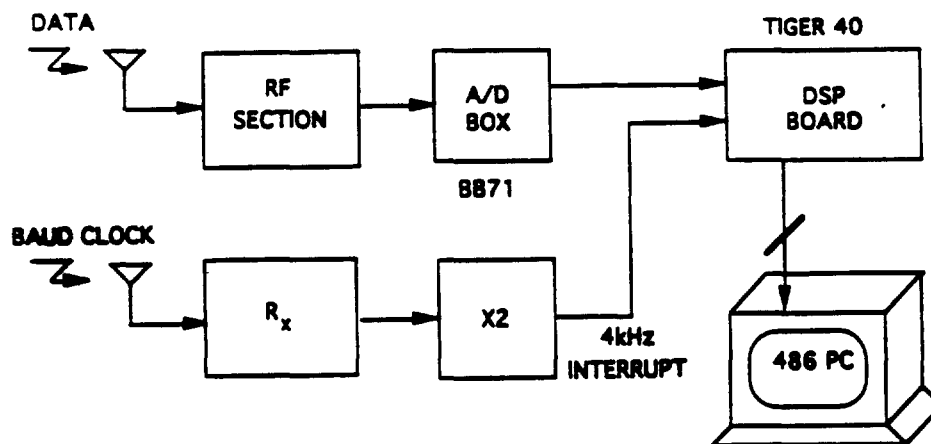 DATA
TIGER 40
RF
SECTION
A/D
BOX
DSP
BOARD
BB71
BAUD CLOCK
Rx
X2
4kHz
INTERRUPT
486 PC